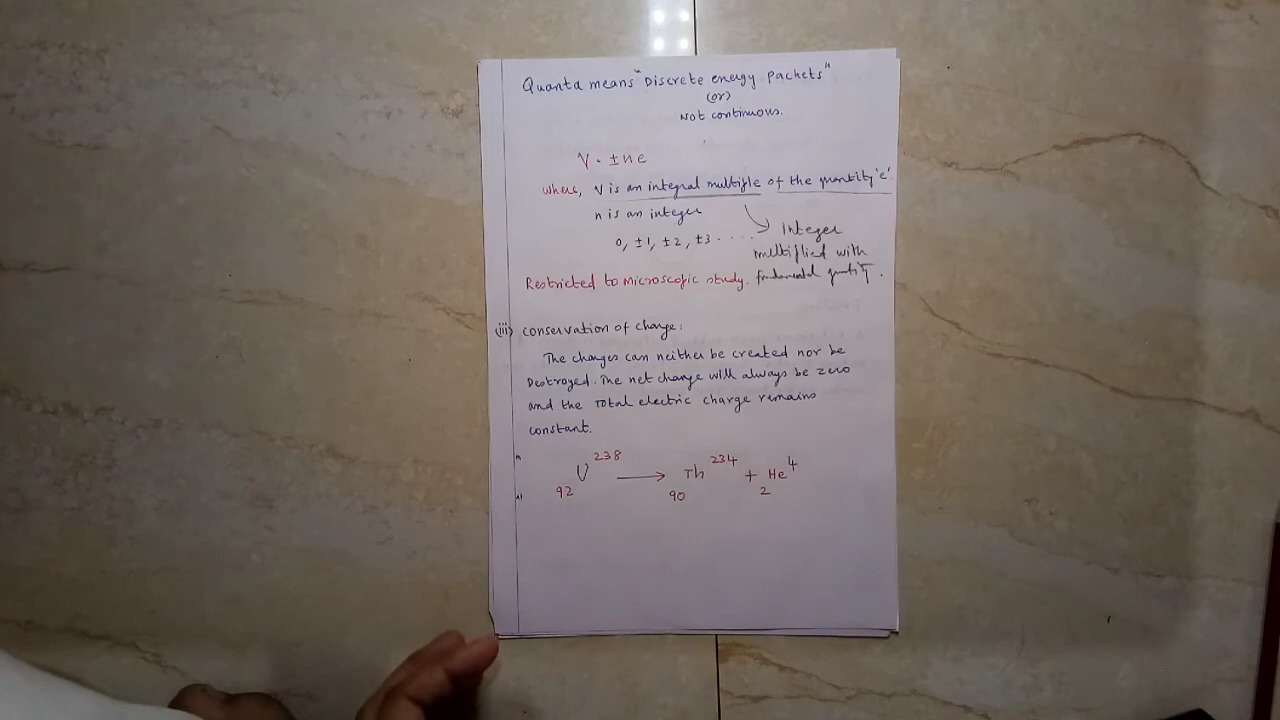 Quanta means "Discrete energy packets"
(or)
Not continuous.
V = ±ne
where, V is an integral multiple of the quantity 'e'.
n is an integer
0, ±1, ±2, ±3 .....
Integer
multiplied with
fundamental quantity.
Restricted to Microscopic study.
(iii) conservation of charge:
The charges can neither be created nor be
Destroyed. The net charge will always be zero
and the Total electric charge remains
constant.
92 U 238 → 90 Th 234 + 2 He 4